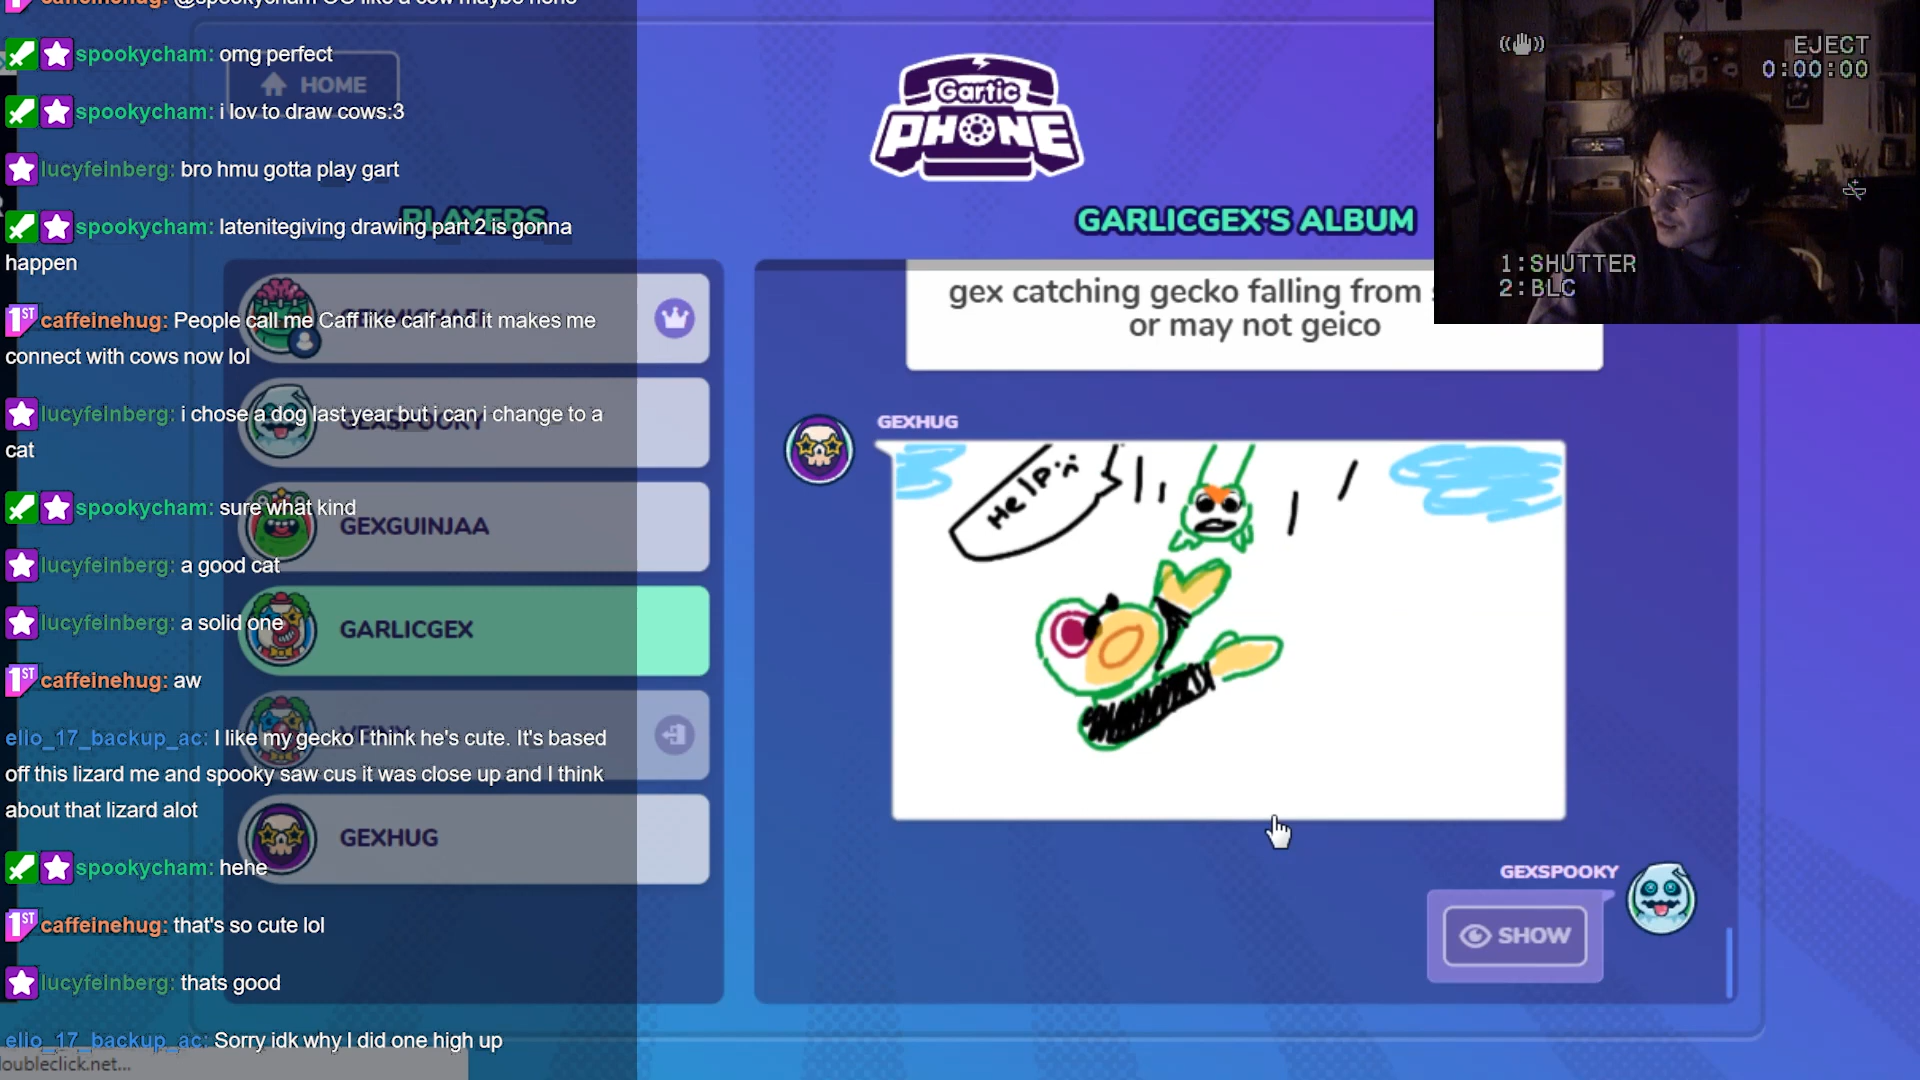 spookycham: omg perfect
HOME
spookycham: i lov to draw cows:3
lucyfeinberg: bro hmu gotta play gart
spookycham: latenitegiving drawing part 2 is gonna
happen
caffeinehug: People call me Caff like calf and it makes me
connect with cows now lol
lucyfeinberg: i chose a dog last year but i can i change to a
cat
spookycham: sure what kind
lucyfeinberg: a good cat
lucyfeinberg: a solid one
caffeinehug: aw
ello_17_backup_ac: I like my gecko I think he's cute. It's based
off this lizard me and spooky saw cus it was close up and I think
about that lizard alot
spookycham: hehe
caffeinehug: that's so cute lol
lucyfeinberg: thats good
ello_17_backup_ac: Sorry idk why I did one high up
oubleclick.net...
PLAYERS
GEXSPOOKY
GEXGUINJAA
GARLICGEX
GEXHUG
Gartic
PHONE
GARLICGEX'S ALBUM
gex catching gecko falling from
or may not geico
GEXHUG
Help
GEXSPOOKY
SHOW
EJECT
0:00:00
1:SHUTTER
2:BLC